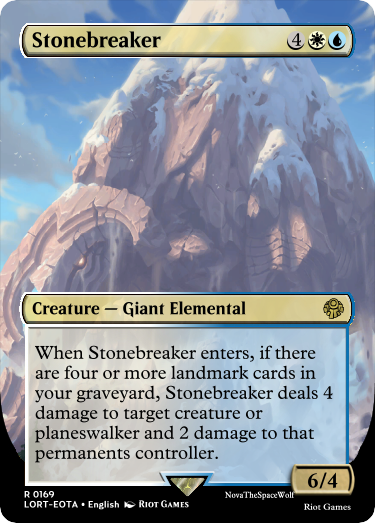 Stonebreaker 4
Creature — Giant Elemental
When Stonebreaker enters, if there
are four or more landmark cards in
your graveyard, Stonebreaker deals 4
damage to target creature or
planeswalker and 2 damage to that
permanents controller.
6/4
R 0169
LORT-EOTA • English RIOT GAMES
NovaTheSpaceWolf
Riot Games